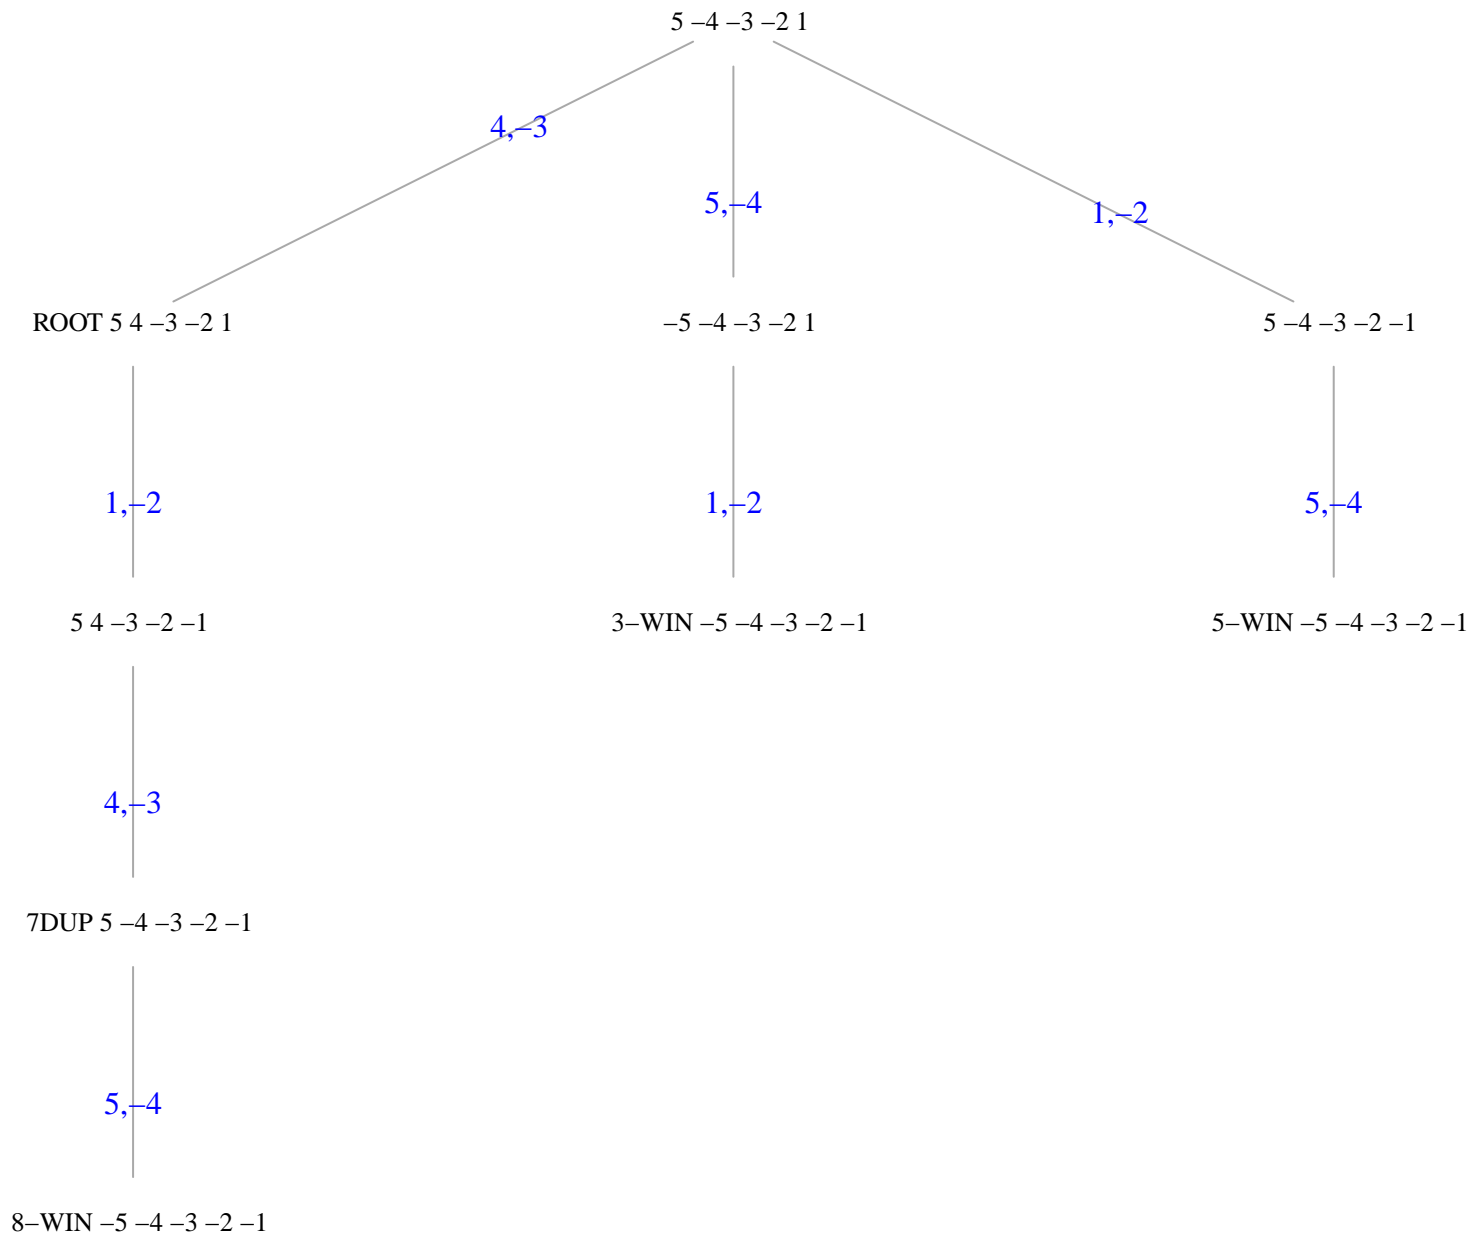 5 –4 –3 –2 1
4,–3
5,–4
1,–2
ROOT 5 4 –3 –2 1
–5 –4 –3 –2 1
5 –4 –3 –2 –1
1,–2
1,–2
5,–4
5 4 –3 –2 –1
3–WIN –5 –4 –3 –2 –1
5–WIN –5 –4 –3 –2 –1
4,–3
7DUP 5 –4 –3 –2 –1
5,–4
8–WIN –5 –4 –3 –2 –1